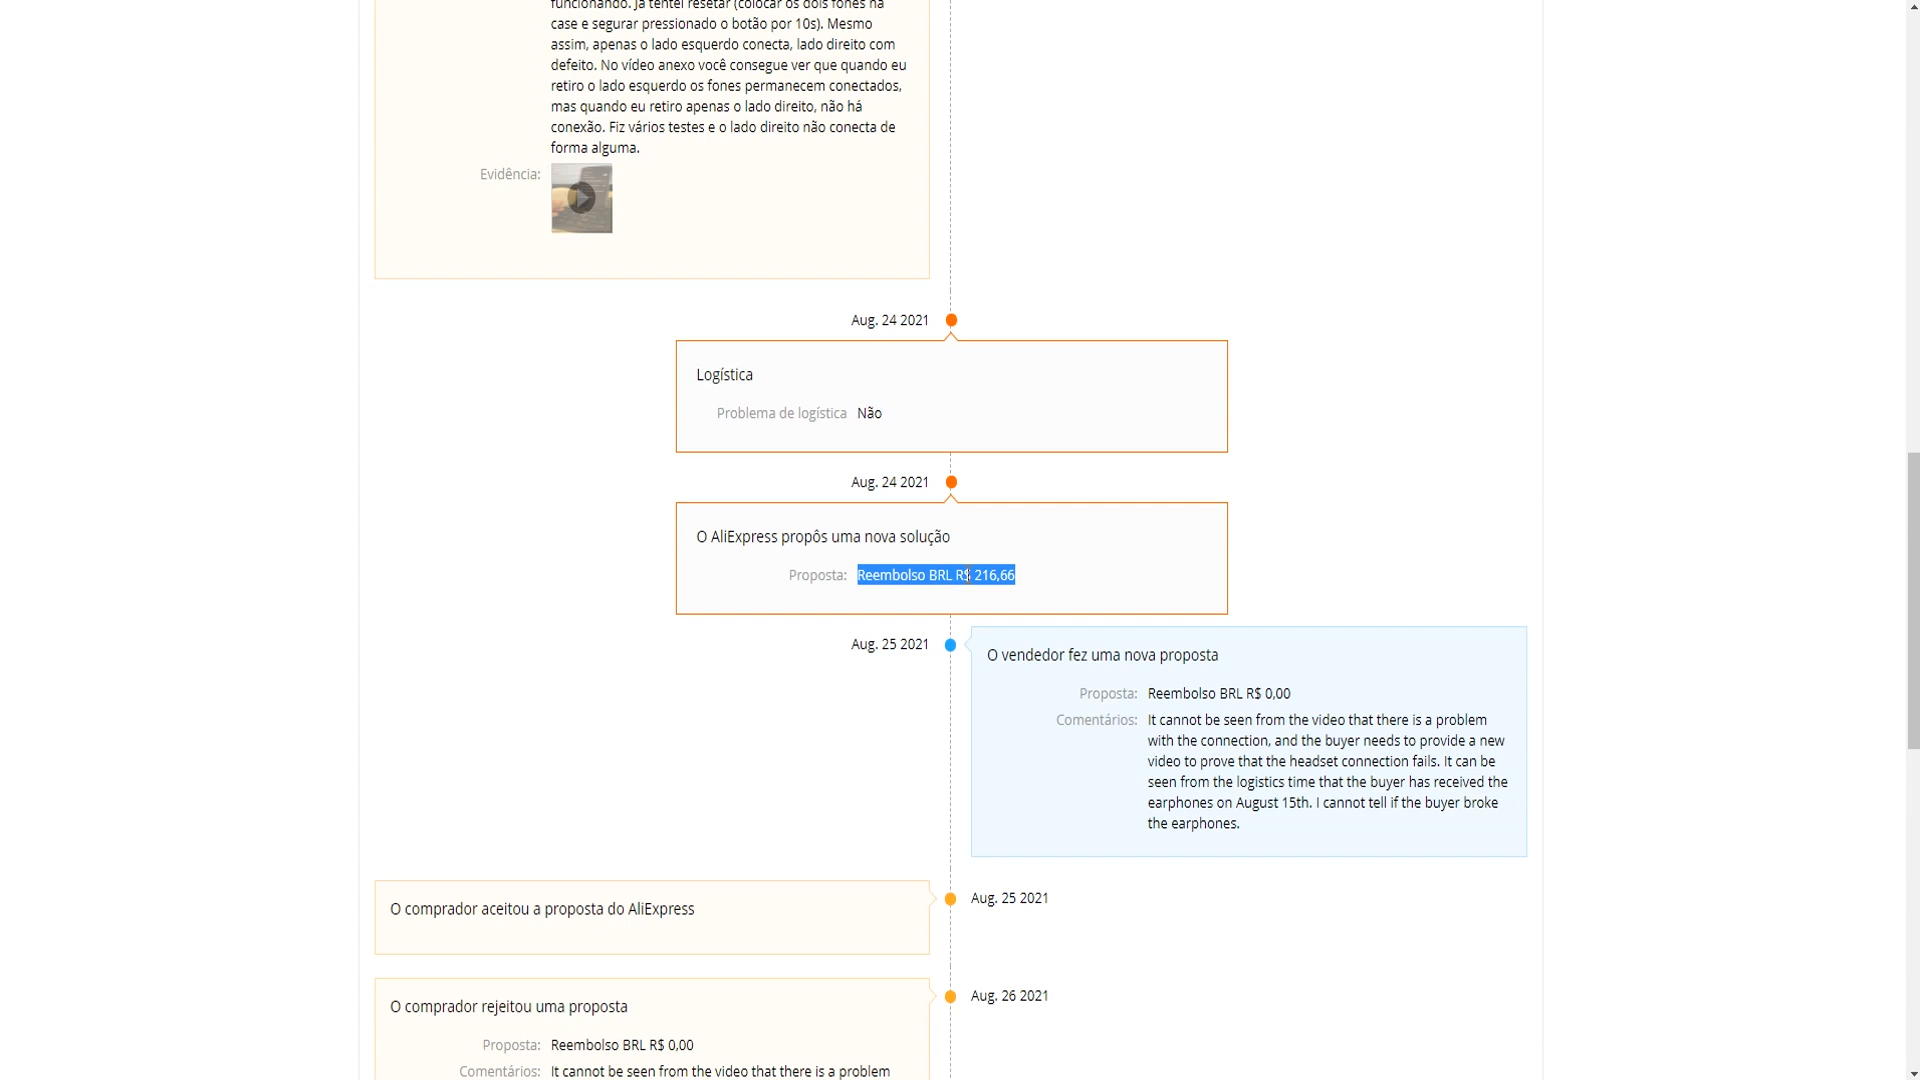 funcionando. Já tentei resetar (colocar os dois fones na
case e segurar pressionado o botão por 10s). Mesmo
assim, apenas o lado esquerdo conecta, lado direito com
defeito. No vídeo anexo você consegue ver que quando eu
retiro o lado esquerdo os fones permanecem conectados,
mas quando eu retiro apenas o lado direito, não há
conexão. Fiz vários testes e o lado direito não conecta de
forma alguma.
Evidência:
Aug. 24 2021
Logística
Problema de logística Não
Aug. 24 2021
O AliExpress propôs uma nova solução
Proposta: Reembolso BRL R$ 216,66
Aug. 25 2021
O vendedor fez uma nova proposta
Proposta: Reembolso BRL R$ 0,00
Comentários: It cannot be seen from the video that there is a problem
with the connection, and the buyer needs to provide a new
video to prove that the headset connection fails. It can be
seen from the logistics time that the buyer has received the
earphones on August 15th. I cannot tell if the buyer broke
the earphones.
O comprador aceitou a proposta do AliExpress
Aug. 25 2021
O comprador rejeitou uma proposta
Aug. 26 2021
Proposta: Reembolso BRL R$ 0,00
Comentários: It cannot be seen from the video that there is a problem